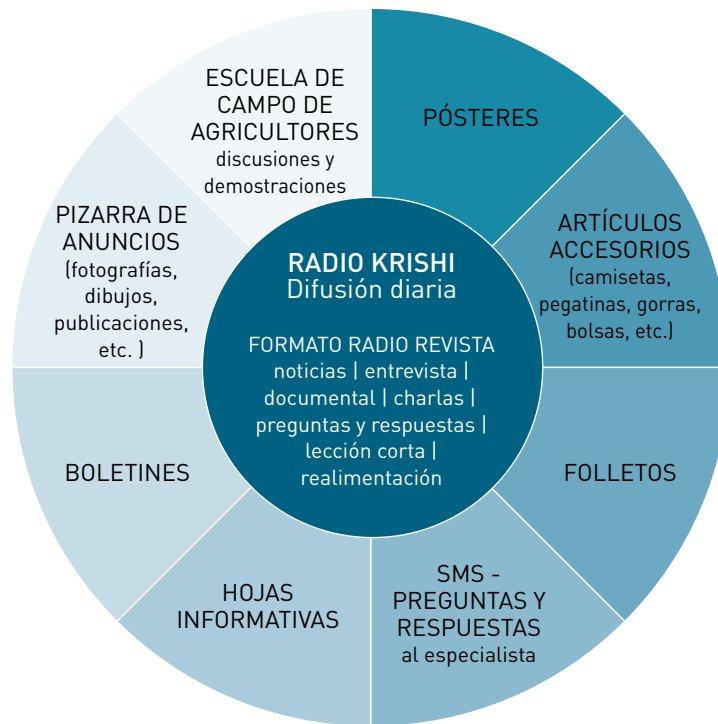 ESCUELA DE
CAMPO DE
AGRICULTORES
discusiones y
demostraciones
PÓSTERES
ARTÍCULOS
ACCESORIOS
(camisetas,
pegatinas, gorras,
bolsas, etc.)
FOLLETOS
SMS -
PREGUNTAS Y
RESPUESTAS
al especialista
HOJAS
INFORMATIVAS
BOLETINES
PIZARRA DE
ANUNCIOS
(fotografías,
dibujos,
publicaciones,
etc. )
RADIO KRISHI
Difusión diaria
FORMATO RADIO REVISTA
noticias | entrevista |
documental | charlas |
preguntas y respuestas |
lección corta |
realimentación